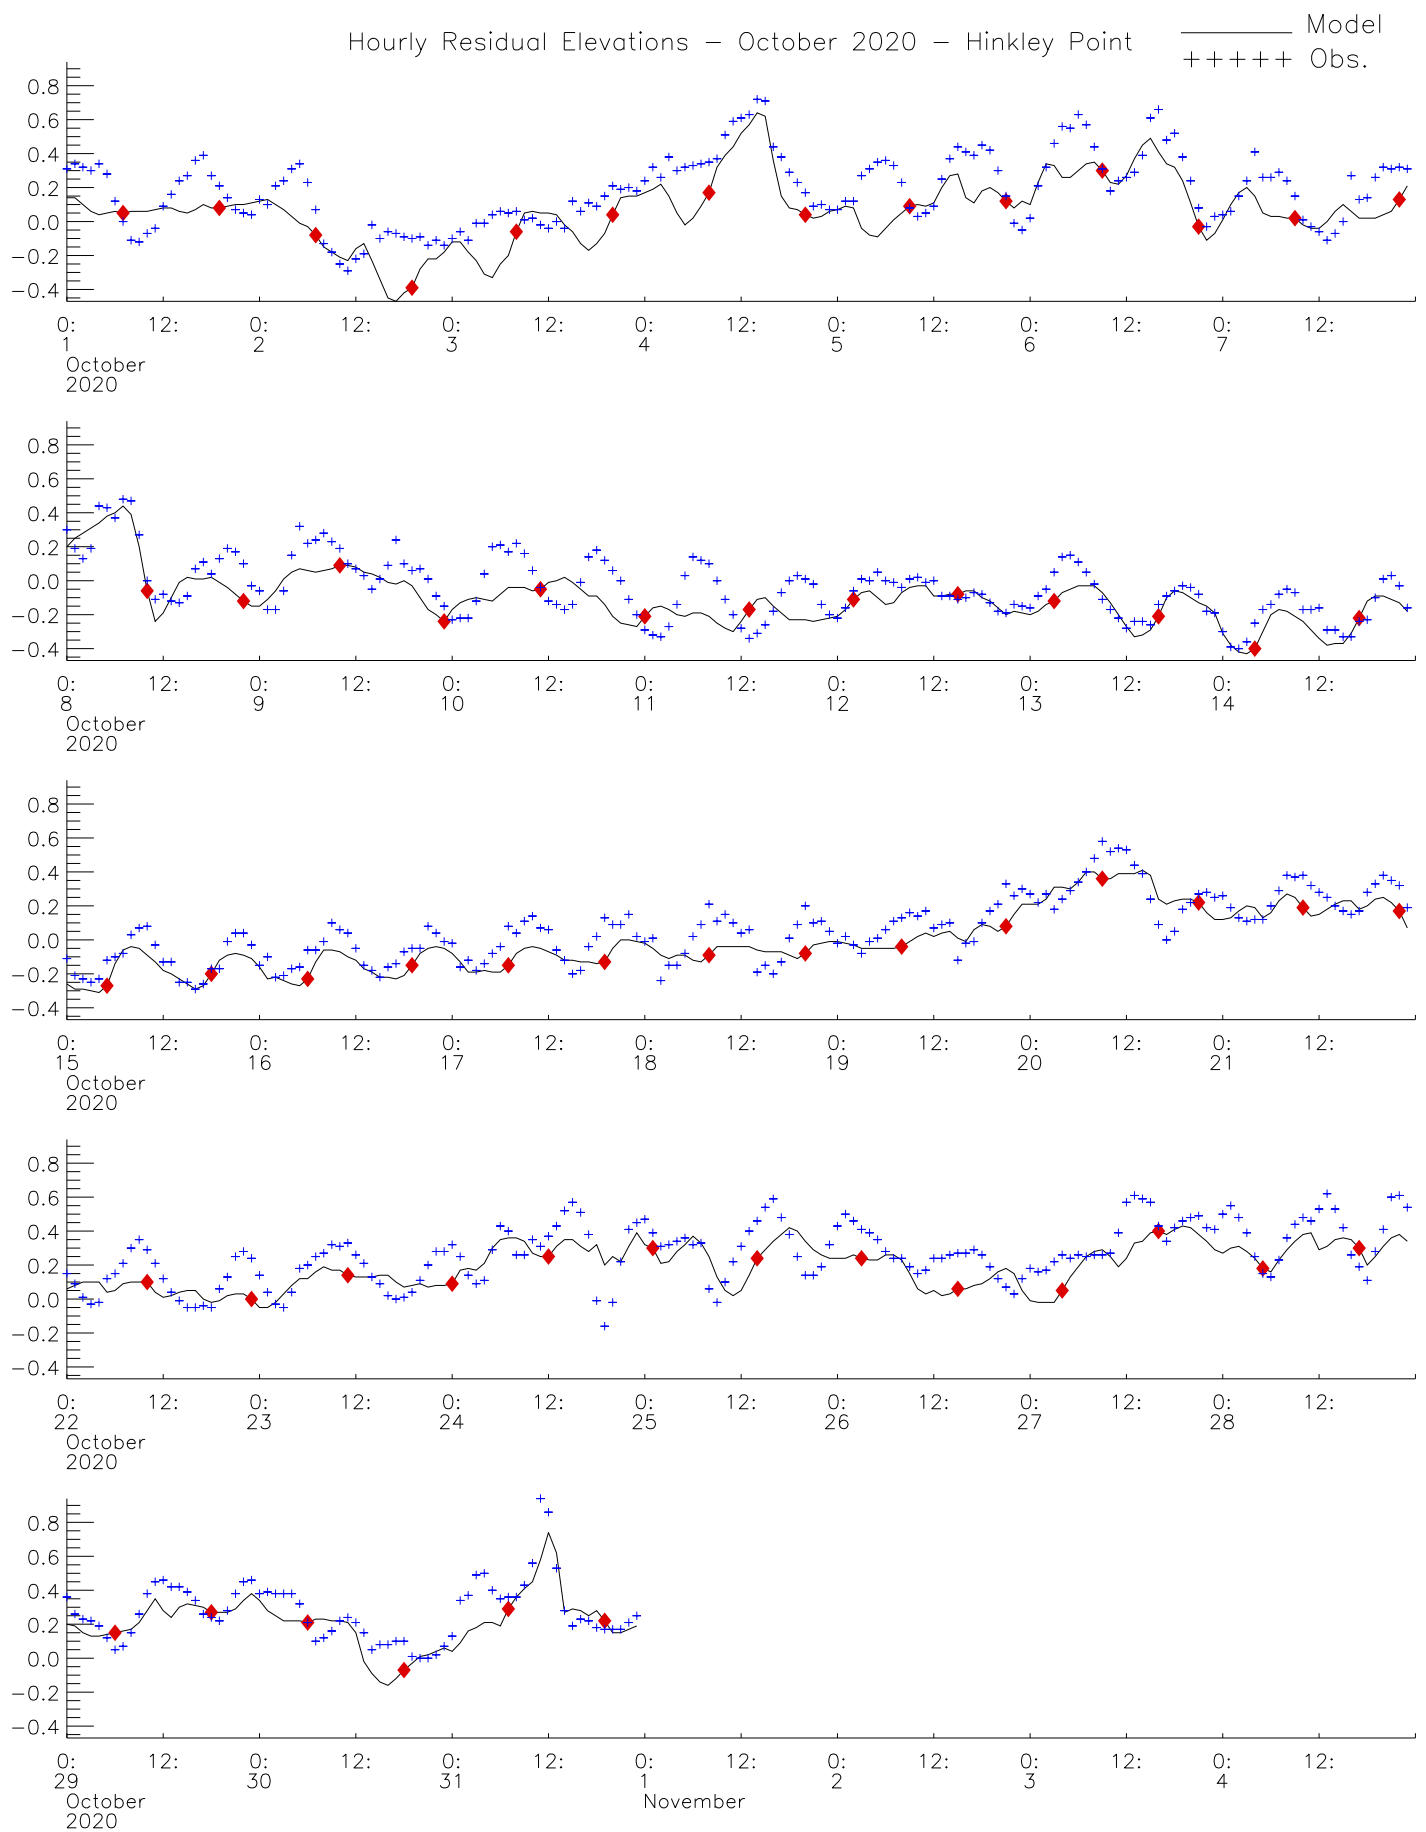 Hourly Residual Elevations − October 2020 − Hinkley Point
Model
+++++ Obs.
0.8
0.6
0.4
0.2
0.0
−0.2
−0.4
0: 12: 0: 12: 0: 12: 0: 12: 0: 12: 0: 12: 0: 12:
1 2 3 4 5 6 7
October
2020
0.8
0.6
0.4
0.2
0.0
−0.2
−0.4
0: 12: 0: 12: 0: 12: 0: 12: 0: 12: 0: 12: 0: 12:
8 9 10 11 12 13 14
October
2020
0.8
0.6
0.4
0.2
0.0
−0.2
−0.4
0: 12: 0: 12: 0: 12: 0: 12: 0: 12: 0: 12: 0: 12:
15 16 17 18 19 20 21
October
2020
0.8
0.6
0.4
0.2
0.0
−0.2
−0.4
0: 12: 0: 12: 0: 12: 0: 12: 0: 12: 0: 12: 0: 12:
22 23 24 25 26 27 28
October
2020
0.8
0.6
0.4
0.2
0.0
−0.2
−0.4
0: 12: 0: 12: 0: 12: 0: 12: 0: 12: 0: 12: 0: 12:
29 30 31 1 2 3 4
October November
2020